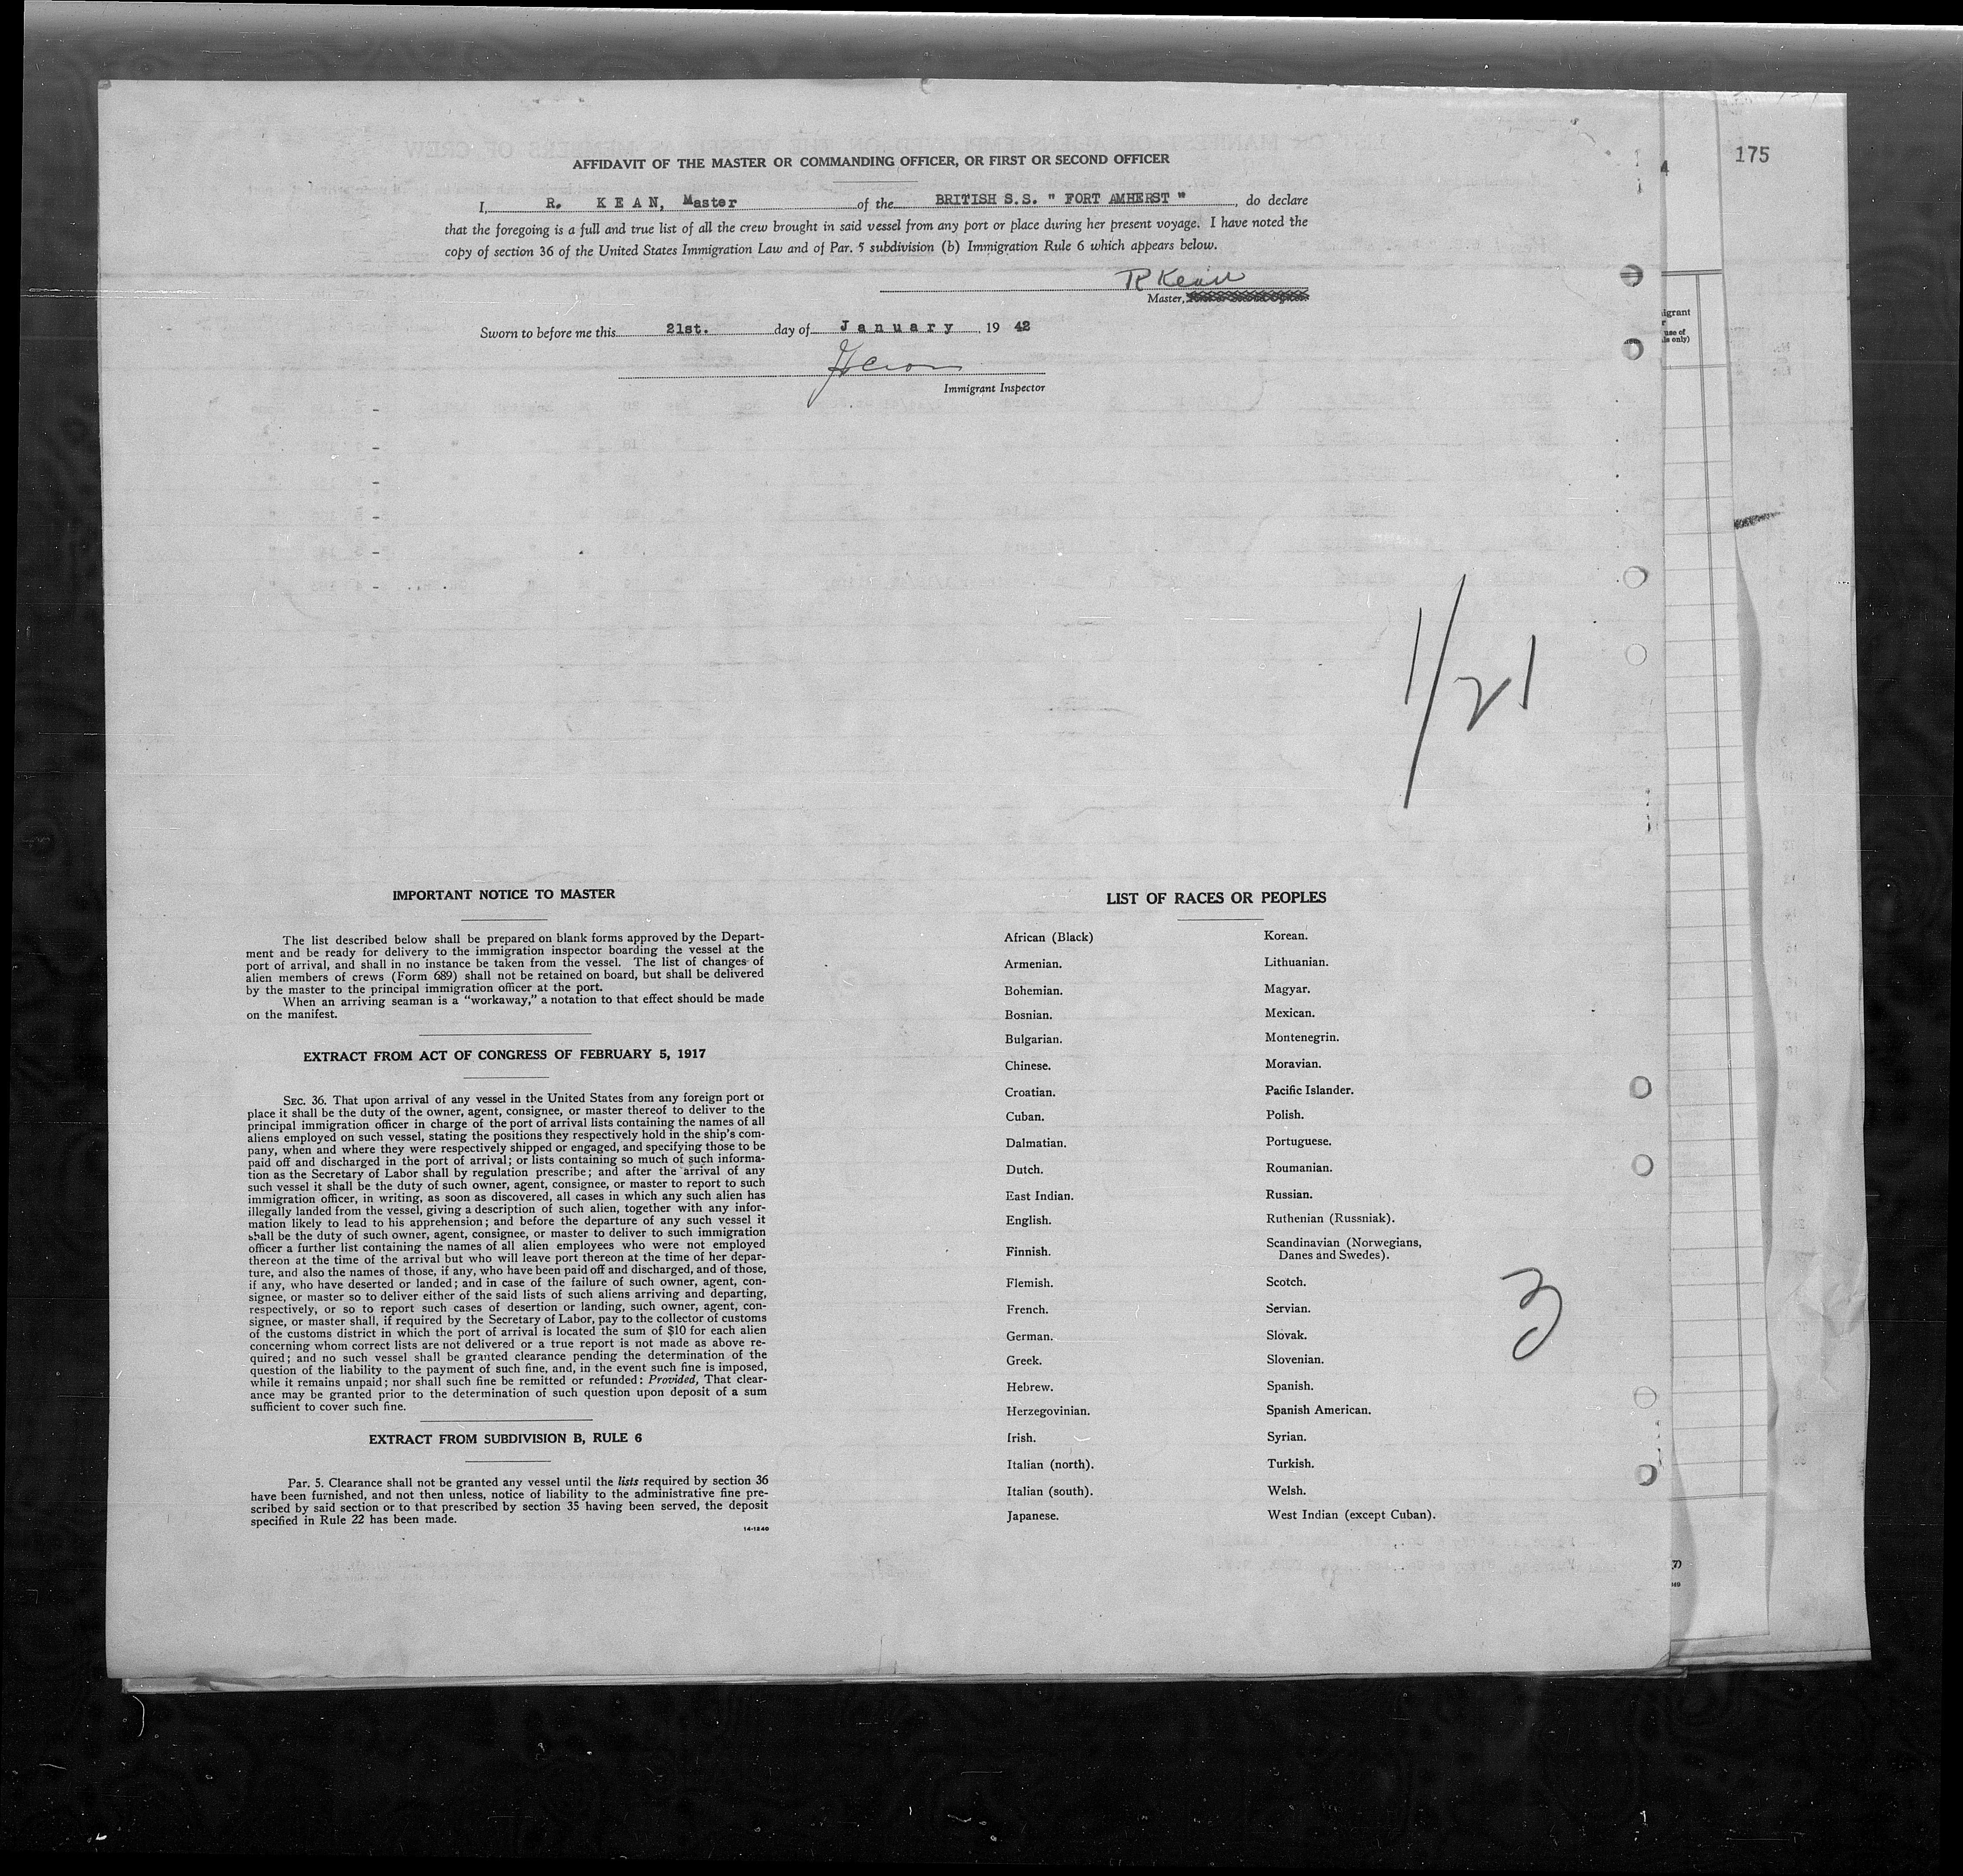 175
AFFIDAVIT OF THE MASTER OR COMMANDING OFFICER, OR FIRST OR SECOND OFFICER
I, R. KEAN, Master of the BRITISH S.S. " FORT AMHERST " , do declare
that the foregoing is a full and true list of all the crew brought in said vessel from any port or place during her present voyage. I have noted the
copy of section 36 of the United States Immigration Law and of Par. 5 subdivision (b) Immigration Rule 6 which appears below.
R Kean
Master,
Sworn to before me this 21st. day of January , 19 42
Immigrant Inspector
1/21
IMPORTANT NOTICE TO MASTER
The list described below shall be prepared on blank forms approved by the Depart-
ment and be ready for delivery to the immigration inspector boarding the vessel at the
port of arrival, and shall in no instance be taken from the vessel. The list of changes of
alien members of crews (Form 689) shall not be retained on board, but shall be delivered
by the master to the principal immigration officer at the port.
When an arriving seaman is a "workaway," a notation to that effect should be made
on the manifest.
EXTRACT FROM ACT OF CONGRESS OF FEBRUARY 5, 1917
SEC. 36. That upon arrival of any vessel in the United States from any foreign port or
place it shall be the duty of the owner, agent, consignee, or master thereof to deliver to the
principal immigration officer in charge of the port of arrival lists containing the names of all
aliens employed on such vessel, stating the positions they respectively hold in the ship's com-
pany, when and where they were respectively shipped or engaged, and specifying those to be
paid off and discharged in the port of arrival; or lists containing so much of such informa-
tion as the Secretary of Labor shall by regulation prescribe; and after the arrival of any
such vessel it shall be the duty of such owner, agent, consignee, or master to report to such
immigration officer, in writing, as soon as discovered, all cases in which any such alien has
illegally landed from the vessel, giving a description of such alien, together with any infor-
mation likely to lead to his apprehension; and before the departure of any such vessel it
shall be the duty of such owner, agent, consignee, or master to deliver to such immigration
officer a further list containing the names of all alien employees who were not employed
thereon at the time of the arrival but who will leave port thereon at the time of her depar-
ture, and also the names of those, if any, who have been paid off and discharged, and of those,
if any, who have deserted or landed; and in case of the failure of such owner, agent, con-
signee, or master so to deliver either of the said lists of such aliens arriving and departing,
respectively, or so to report such cases of desertion or landing, such owner, agent, con-
signee, or master shall, if required by the Secretary of Labor, pay to the collector of customs
of the customs district in which the port of arrival is located the sum of $10 for each alien
concerning whom correct lists are not delivered or a true report is not made as above re-
quired; and no such vessel shall be granted clearance pending the determination of the
question of the liability to the payment of such fine, and, in the event such fine is imposed,
while it remains unpaid; nor shall such fine be remitted or refunded: Provided, That clear-
ance may be granted prior to the determination of such question upon deposit of a sum
sufficient to cover such fine.
EXTRACT FROM SUBDIVISION B, RULE 6
Par. 5. Clearance shall not be granted any vessel until the lists required by section 36
have been furnished, and not then unless, notice of liability to the administrative fine pre-
scribed by said section or to that prescribed by section 35 having been served, the deposit
specified in Rule 22 has been made.
14-1240
LIST OF RACES OR PEOPLES
African (Black)
Armenian.
Bohemian.
Bosnian.
Bulgarian.
Chinese.
Croatian.
Cuban.
Dalmatian.
Dutch.
East Indian.
English.
Finnish.
Flemish.
French.
German.
Greek.
Hebrew.
Herzegovinian.
Irish.
Italian (north).
Italian (south).
Japanese.
Korean.
Lithuanian.
Magyar.
Mexican.
Montenegrin.
Moravian.
Pacific Islander.
Polish.
Portuguese.
Roumanian.
Russian.
Ruthenian (Russniak).
Scandinavian (Norwegians,
Danes and Swedes).
Scotch.
Servian.
Slovak.
Slovenian.
Spanish.
Spanish American.
Syrian.
Turkish.
Welsh.
West Indian (except Cuban).
3